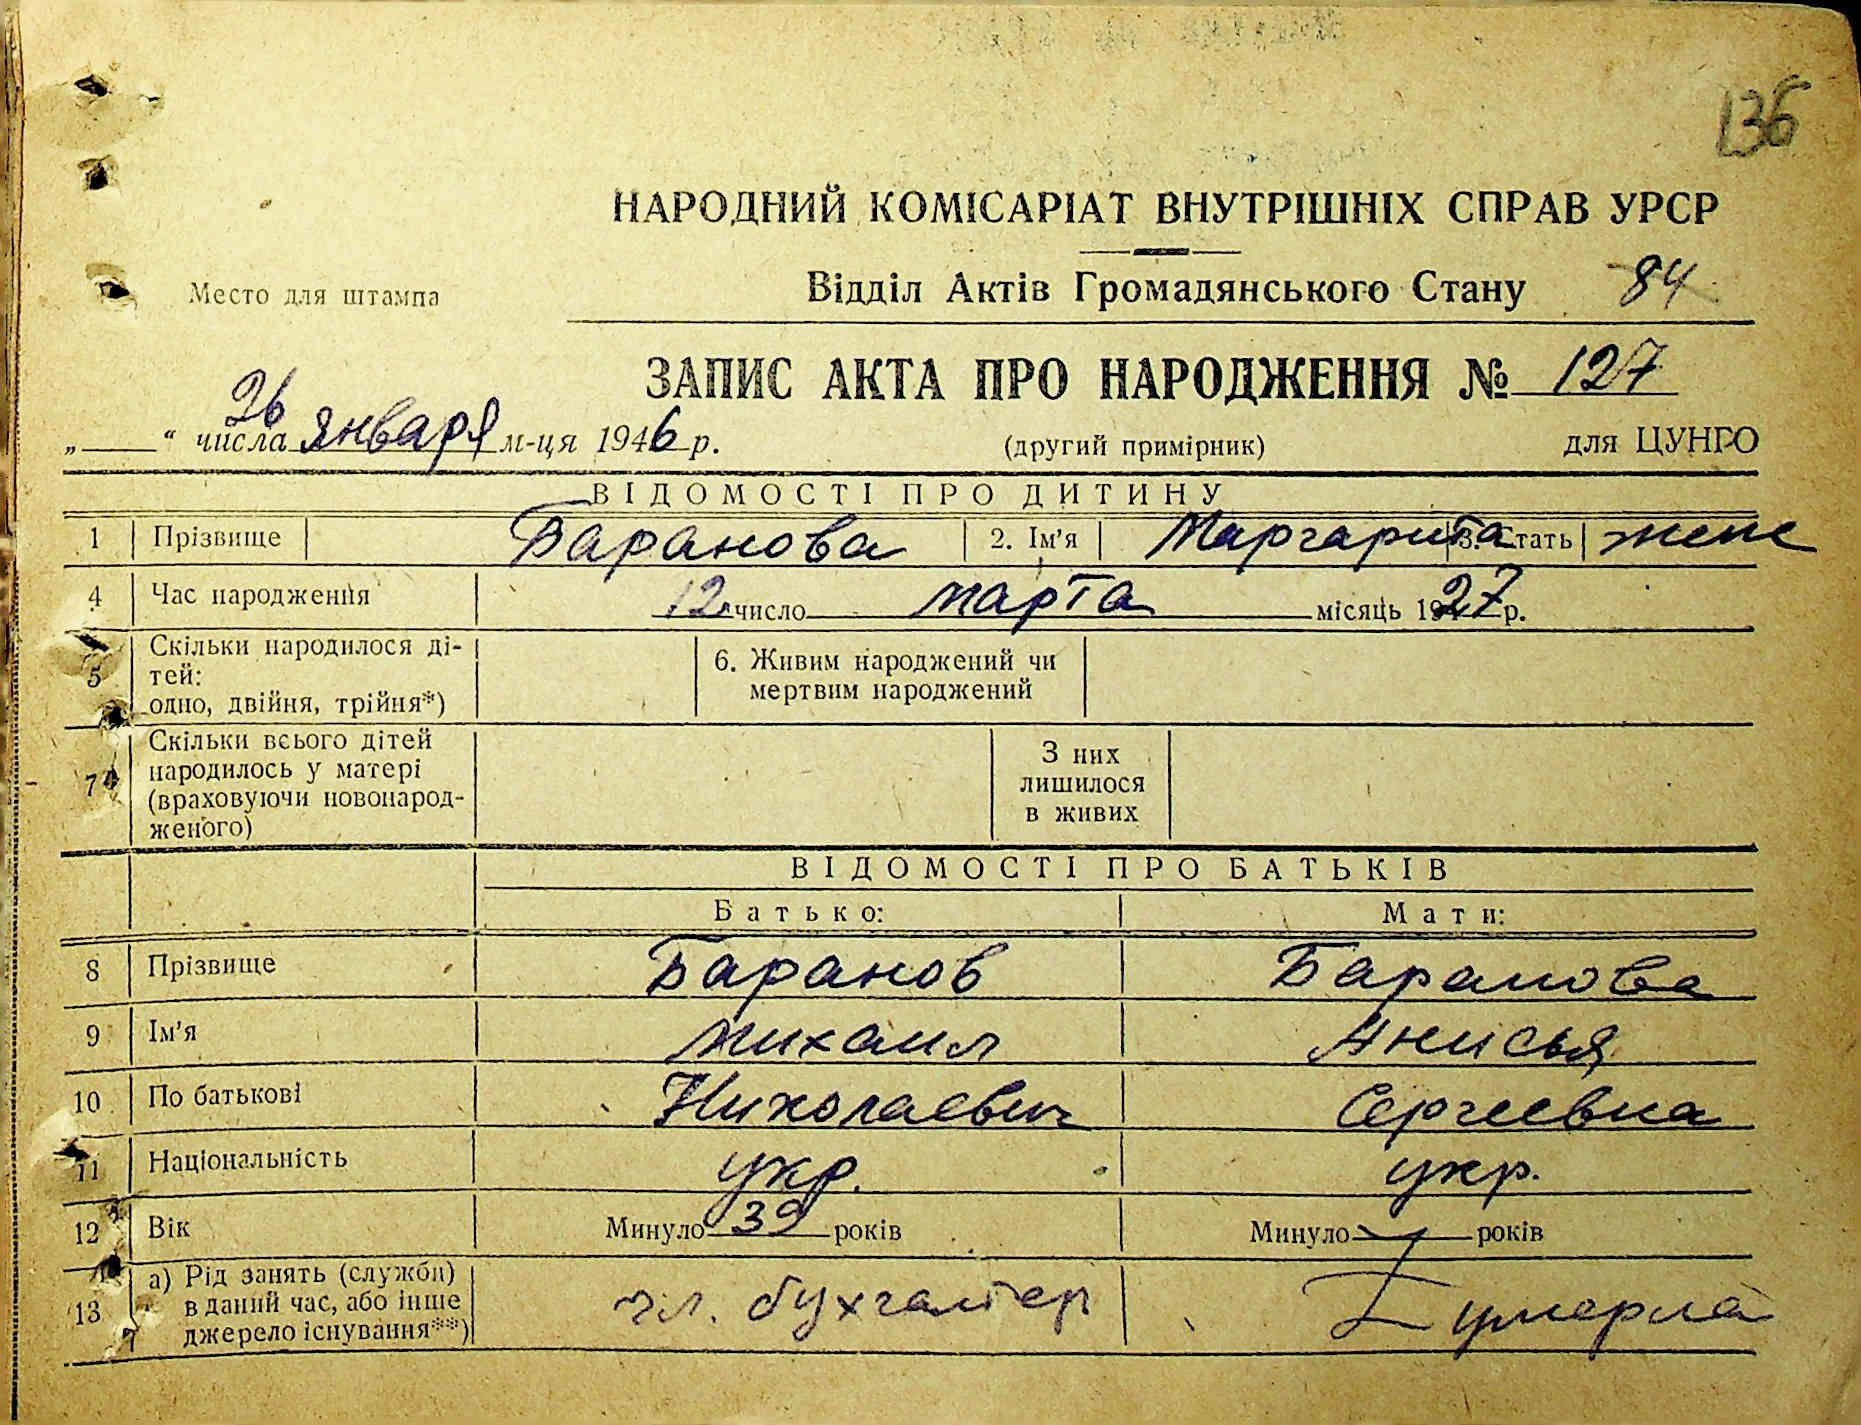 136
НАРОДНИЙ КОМІСАРІАТ ВНУТРІШНІХ СПРАВ УРСР
Место для штампа
Відділ Актів Громадянського Стану 84
ЗАПИС АКТА ПРО НАРОДЖЕННЯ № 127
„ “ 26 числа января м-ця 1946 р.
(другий примірник)
для ЦУНГО
ВІДОМОСТІ ПРО ДИТИНУ
1 Прізвище Баранова 2. Ім'я Маргарита 3. Стать женс
4 Час народження 12 число марта місяць 1927 р.
5 Скільки народилося ді-
тей:
одно, двійня, трійня*)
6. Живим народжений чи
мертвим народжений
7 Скільки всього дітей
народилось у матері
(враховуючи новонарод-
женого)
З них
лишилося
в живих
ВІДОМОСТІ ПРО БАТЬКІВ
Батько: Мати:
8 Прізвище Баранов Баранова
9 Ім'я Михаил Анисья
10 По батькові Николаевич Сергеевна
11 Національність укр. укр.
12 Вік Минуло 39 років Минуло років
13 а) Рід занять (служби)
в даний час, або інше
джерело існування**)
гл. бухгалтер умерла